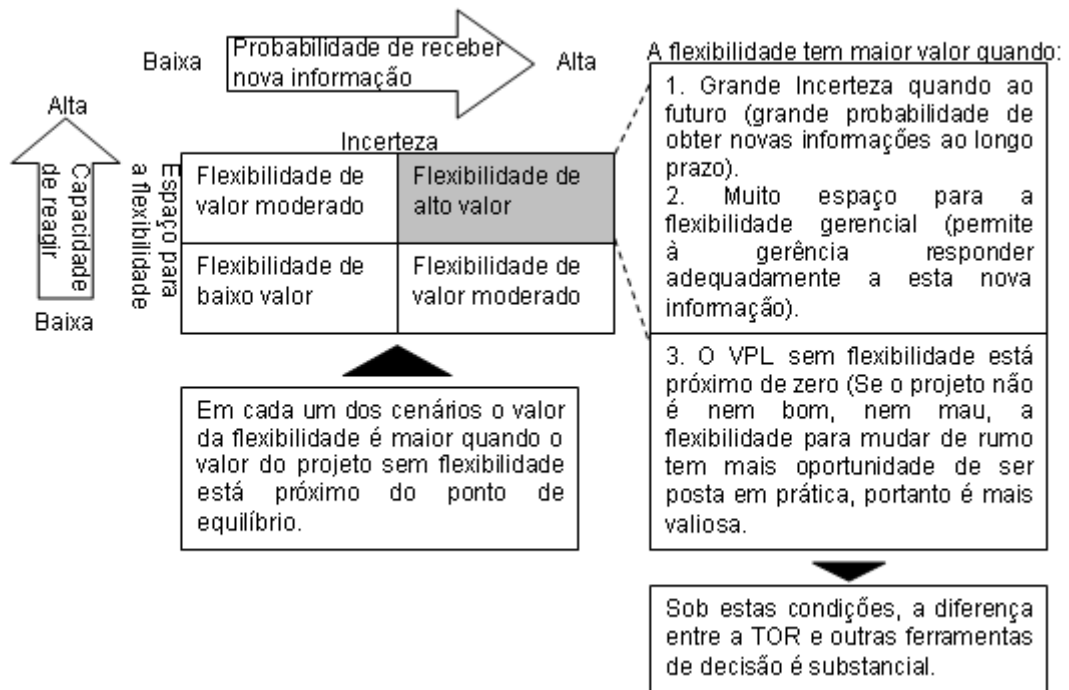 Baixa
Probabilidade de receber
nova informação
Alta
Alta
Capacidade
de reagir
Baixa
Espaço para
a flexibilidade
Incerteza
Flexibilidade de
valor moderado
Flexibilidade de
alto valor
Flexibilidade de
baixo valor
Flexibilidade de
valor moderado
Em cada um dos cenários o valor
da flexibilidade é maior quando o
valor do projeto sem flexibilidade
está próximo do ponto de
equilíbrio.
A flexibilidade tem maior valor quando:
1. Grande Incerteza quando ao
futuro (grande probabilidade de
obter novas informações ao longo
prazo).
2. Muito espaço para a
flexibilidade gerencial (permite
à gerência responder
adequadamente a esta nova
informação).
3. O VPL sem flexibilidade está
próximo de zero (Se o projeto não
é nem bom, nem mau, a
flexibilidade para mudar de rumo
tem mais oportunidade de ser
posta em prática, portanto é mais
valiosa.
Sob estas condições, a diferença
entre a TOR e outras ferramentas
de decisão é substancial.